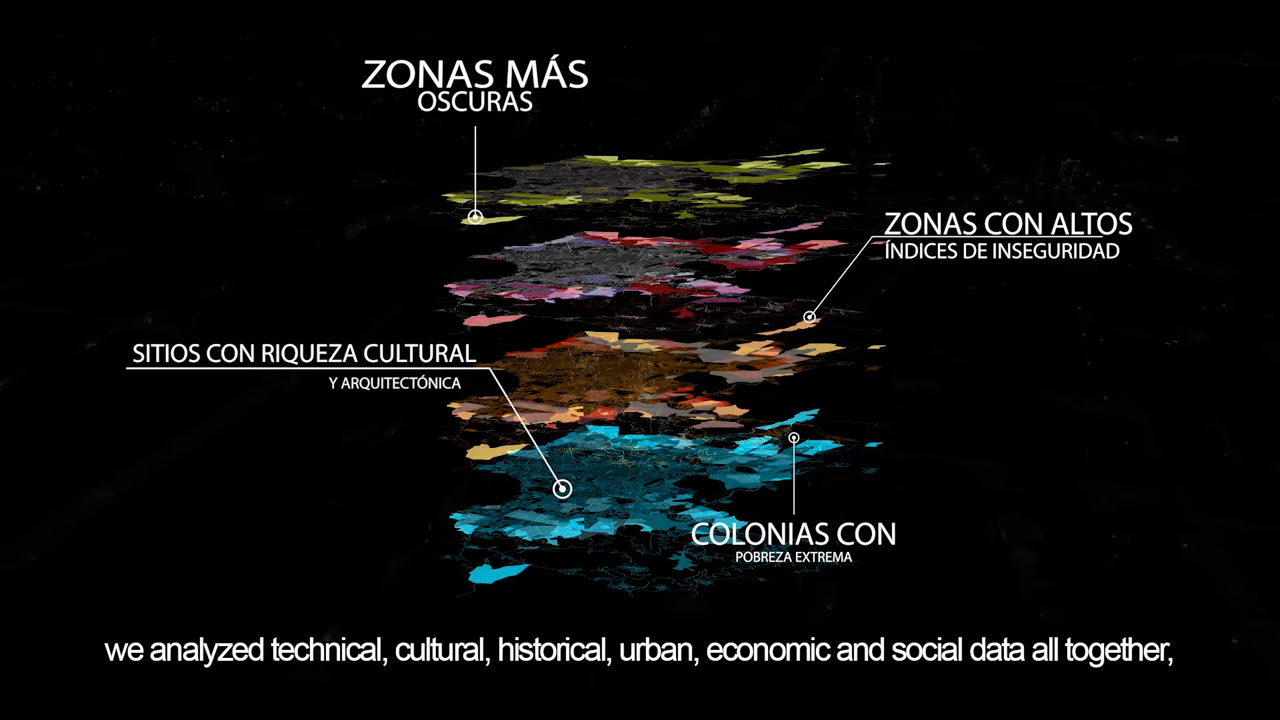 ZONAS MÁS
OSCURAS
ZONAS CON ALTOS
ÍNDICES DE INSEGURIDAD
SITIOS CON RIQUEZA CULTURAL
Y ARQUITECTÓNICA
COLONIAS CON
POBREZA EXTREMA
we analyzed technical, cultural, historical, urban, economic and social data all together,